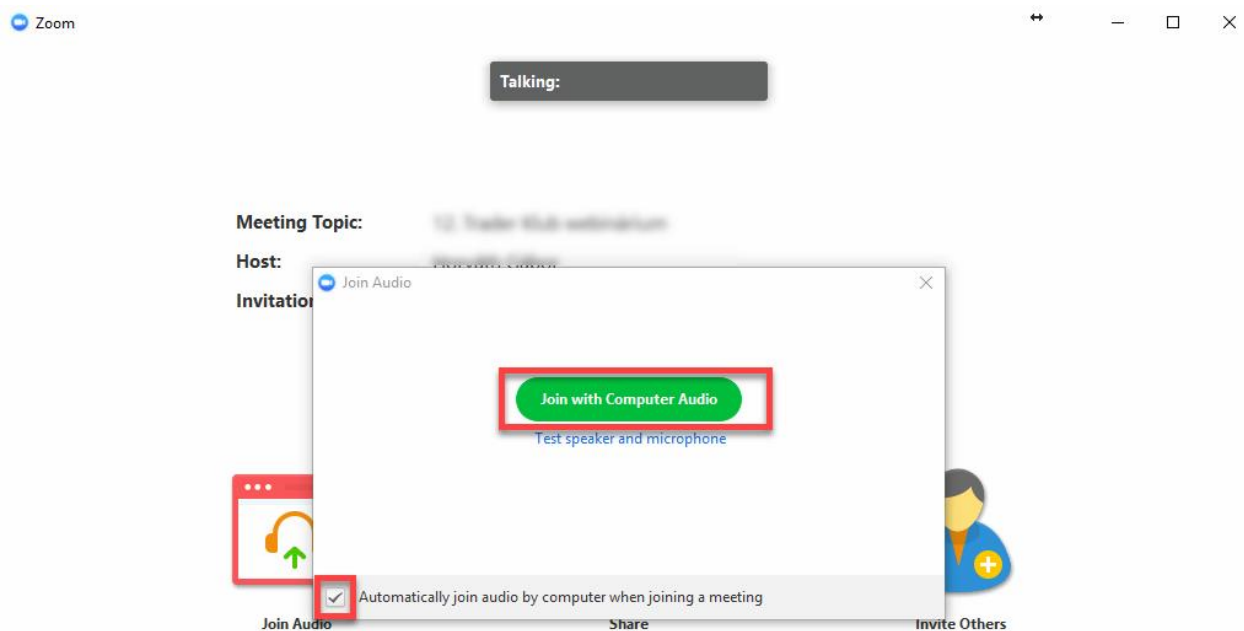 Zoom
Talking:
Meeting Topic:
Host:
Join Audio
Join with Computer Audio
Test speaker and microphone
Automatically join audio by computer when joining a meeting
Join Audio
Share
Invite Others